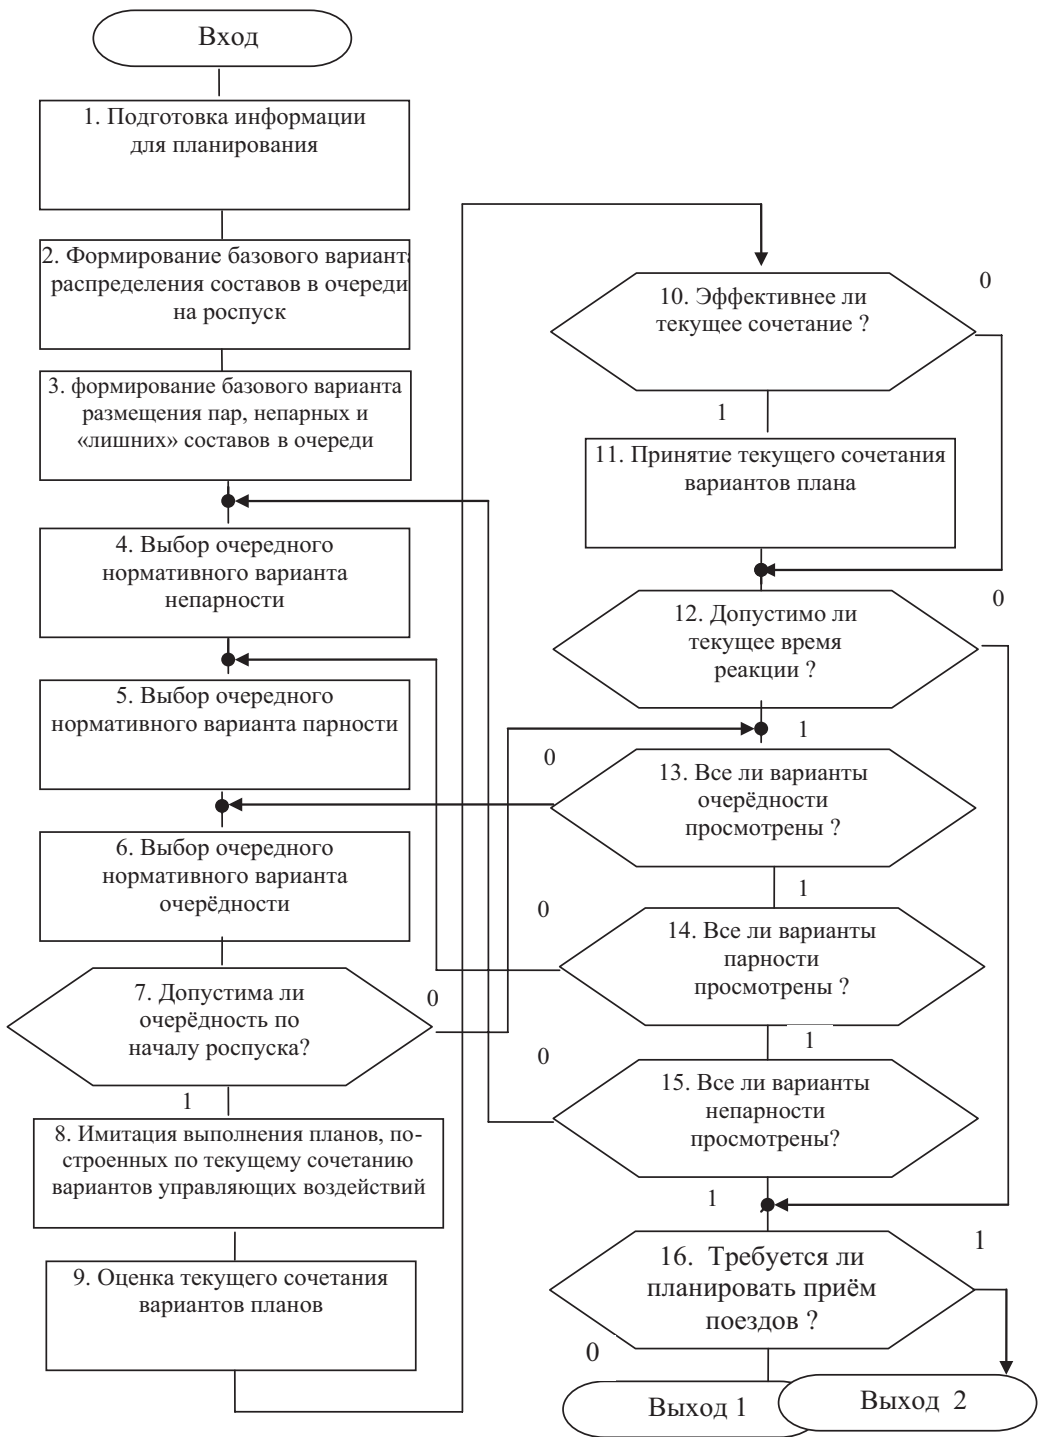 Вход
1. Подготовка информации
для планирования
2. Формирование базового варианта
распределения составов в очереди
на роспуск
3. формирование базового варианта
размещения пар, непарных и
«лишних» составов в очереди
4. Выбор очередного
нормативного варианта
непарности
5. Выбор очередного
нормативного варианта парности
6. Выбор очередного
нормативного варианта
очерёдности
7. Допустима ли
очерёдность по
началу роспуска?
0
1
8. Имитация выполнения планов, по-
строенных по текущему сочетанию
вариантов управляющих воздействий
9. Оценка текущего сочетания
вариантов планов
10. Эффективнее ли
текущее сочетание ?
0
1
11. Принятие текущего сочетания
вариантов плана
12. Допустимо ли
текущее время
реакции ?
0
1
13. Все ли варианты
очерёдности
просмотрены ?
0
1
14. Все ли варианты
парности
просмотрены ?
0
1
15. Все ли варианты
непарности
просмотрены?
0
1
16. Требуется ли
планировать приём
поездов ?
1
0
Выход 1
Выход 2